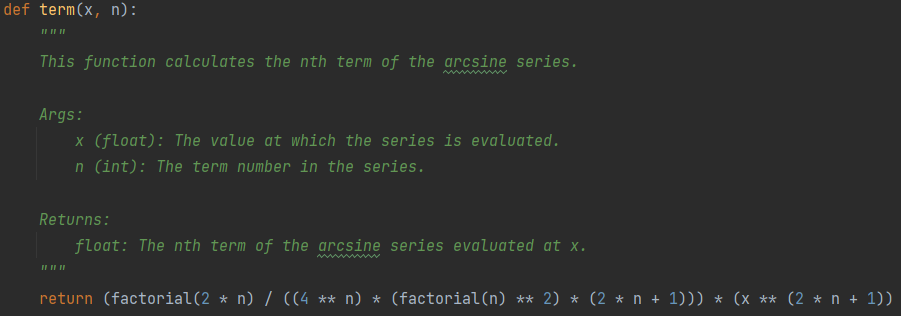 def term(x, n):
"""
This function calculates the nth term of the arcsine series.
Args:
x (float): The value at which the series is evaluated.
n (int): The term number in the series.
Returns:
float: The nth term of the arcsine series evaluated at x.
"""
return (factorial(2 * n) / ((4 ** n) * (factorial(n) ** 2) * (2 * n + 1))) * (x ** (2 * n + 1))